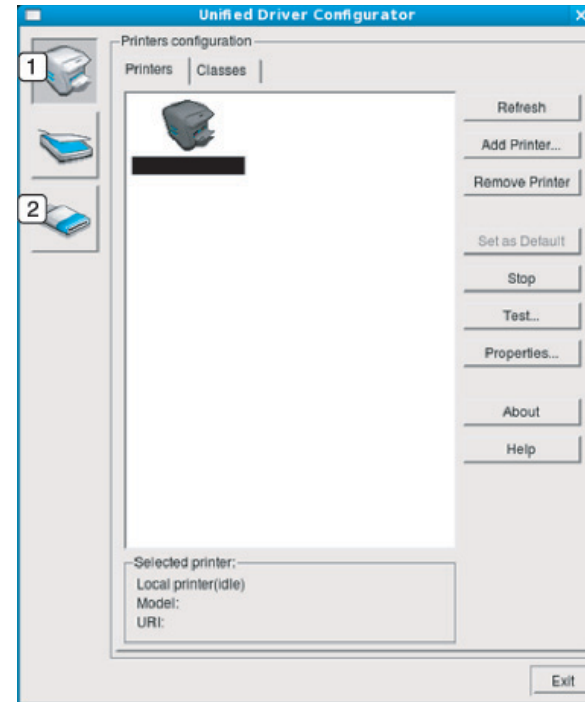 Unified Driver Configurator
Printers configuration
1
Printers Classes
Refresh
Add Printer...
Remove Printer
2
Set as Default
Stop
Test...
Properties...
About
Help
Selected printer:
Local printer(idle)
Model:
URI:
Exit